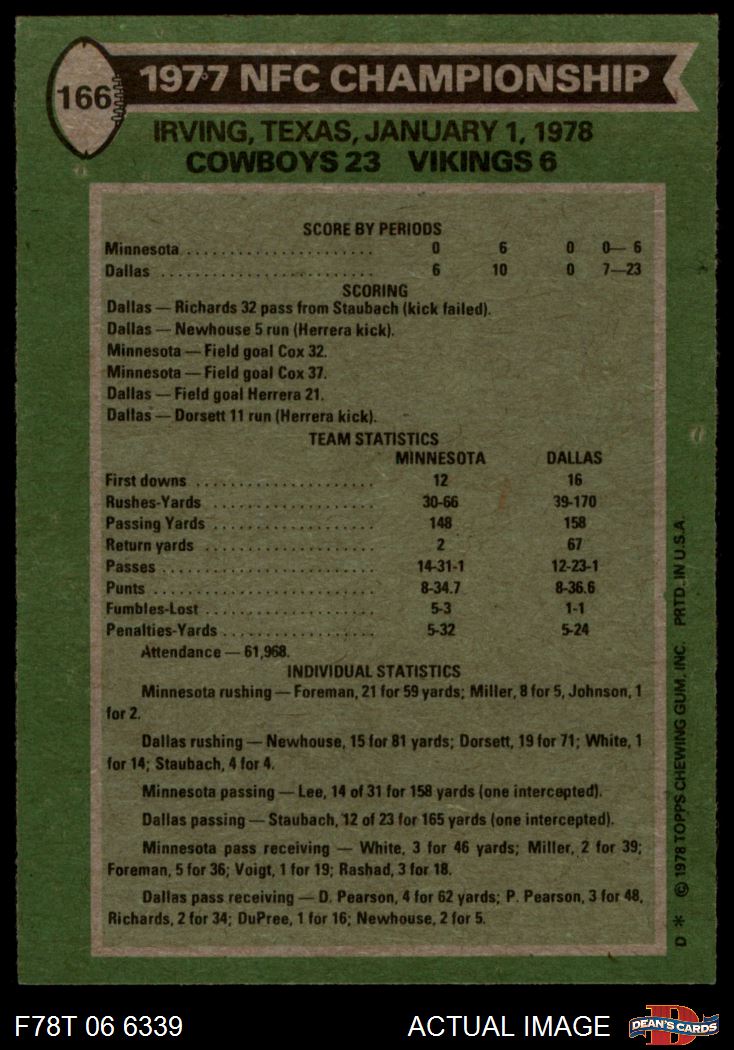 166
1977 NFC CHAMPIONSHIP
IRVING, TEXAS, JANUARY 1, 1978
COWBOYS 23 VIKINGS 6
SCORE BY PERIODS
Minnesota . . . . . . . . . . . . . . . . . . . . . . 0 6 0 0— 6
Dallas . . . . . . . . . . . . . . . . . . . . . . . . . 6 10 0 7—23
SCORING
Dallas — Richards 32 pass from Staubach (kick failed).
Dallas — Newhouse 5 run (Herrera kick).
Minnesota — Field goal Cox 32.
Minnesota — Field goal Cox 37.
Dallas — Field goal Herrera 21.
Dallas — Dorsett 11 run (Herrera kick).
TEAM STATISTICS
MINNESOTA DALLAS
First downs . . . . . . . . . . . . . . . . . . . . . 12 16
Rushes-Yards . . . . . . . . . . . . . . . . . . . . 30-66 39-170
Passing Yards . . . . . . . . . . . . . . . . . . . 148 158
Return yards . . . . . . . . . . . . . . . . . . . . 2 67
Passes . . . . . . . . . . . . . . . . . . . . . . . . . 14-31-1 12-23-1
Punts . . . . . . . . . . . . . . . . . . . . . . . . . . 8-34.7 8-36.6
Fumbles-Lost . . . . . . . . . . . . . . . . . . . . 5-3 1-1
Penalties-Yards . . . . . . . . . . . . . . . . . . 5-32 5-24
Attendance — 61,968.
INDIVIDUAL STATISTICS
Minnesota rushing — Foreman, 21 for 59 yards; Miller, 8 for 5, Johnson, 1
for 2.
Dallas rushing — Newhouse, 15 for 81 yards; Dorsett, 19 for 71; White, 1
for 14; Staubach, 4 for 4.
Minnesota passing — Lee, 14 of 31 for 158 yards (one intercepted).
Dallas passing — Staubach, 12 of 23 for 165 yards (one intercepted).
Minnesota pass receiving — White, 3 for 46 yards; Miller, 2 for 39;
Foreman, 5 for 36; Voigt, 1 for 19; Rashad, 3 for 18.
Dallas pass receiving — D. Pearson, 4 for 62 yards; P. Pearson, 3 for 48,
Richards, 2 for 34; DuPree, 1 for 16; Newhouse, 2 for 5.
D * © 1978 TOPPS CHEWING GUM, INC. PRTD. IN U.S.A.
F78T 06 6339 ACTUAL IMAGE
DEAN'S CARDS